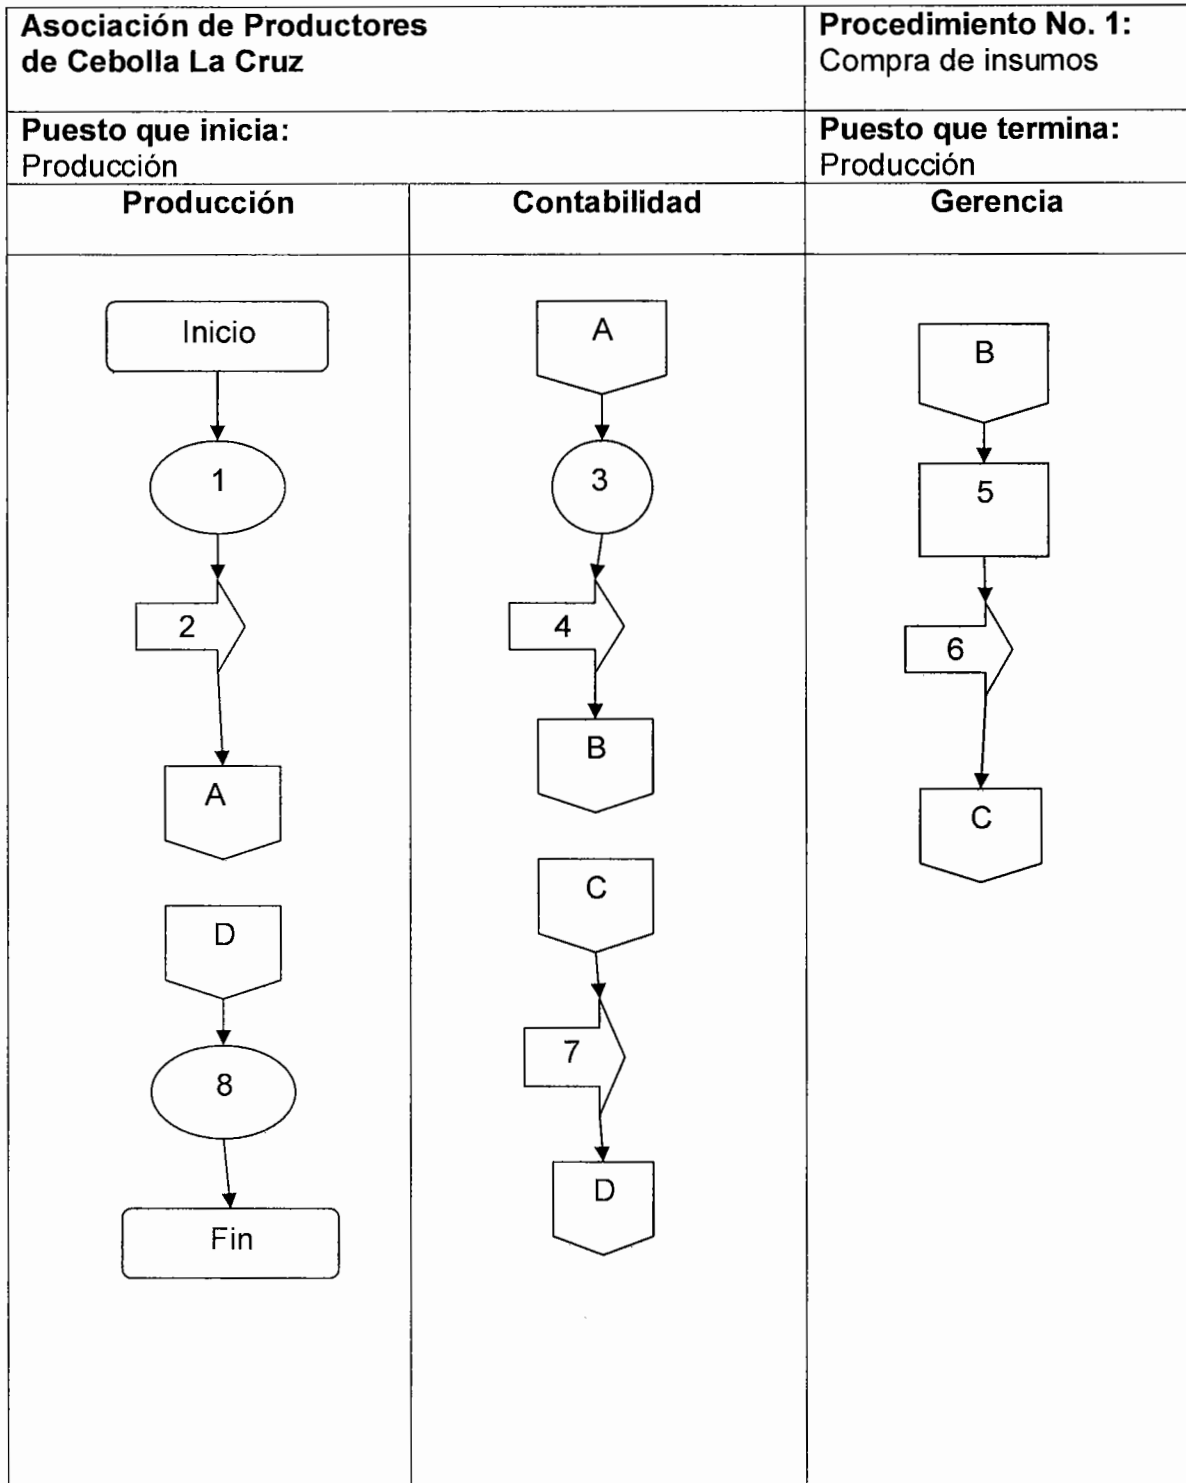 Asociación de Productores
de Cebolla La Cruz
Procedimiento No. 1:
Compra de insumos
Puesto que inicia:
Producción
Puesto que termina:
Producción
Producción
Contabilidad
Gerencia
Inicio
1
2
A
D
8
Fin
A
3
4
B
C
7
D
B
5
6
C